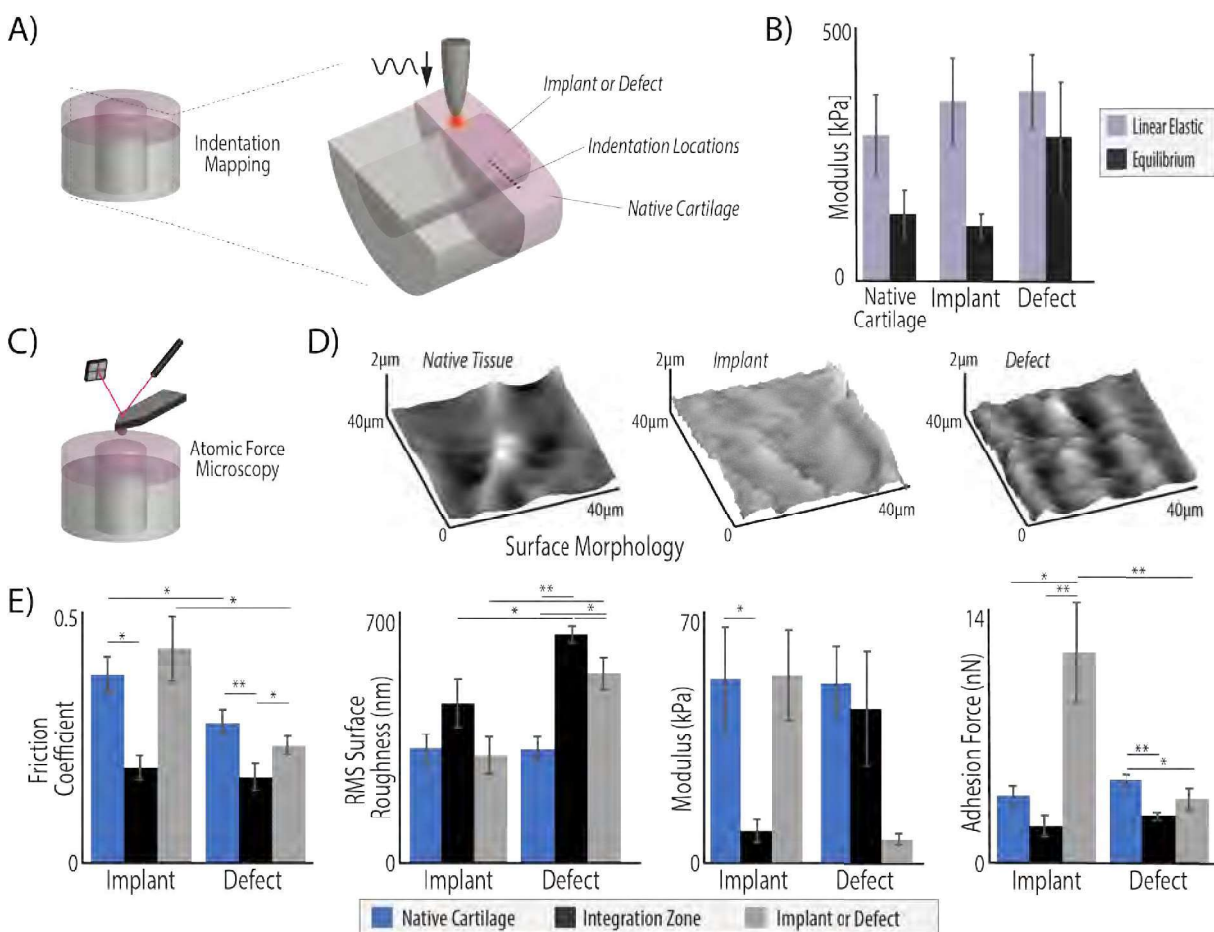 A)
Indentation
Mapping
Implant or Defect
Indentation Locations
Native Cartilage
B)
500
Modulus [kPa]
0
Native
Cartilage
Implant
Defect
Linear Elastic
Equilibrium
C)
Atomic Force
Microscopy
D)
2µm
Native Tissue
40µm
0
40µm
2µm
Implant
40µm
0
40µm
2µm
Defect
40µm
0
40µm
Surface Morphology
E)
0.5
Friction
Coefficient
0
*
*
*
**
*
Implant
Defect
700
RMS Surface
Roughness (nm)
0
**
*
*
Implant
Defect
70
Modulus (kPa)
0
*
Implant
Defect
14
Adhesion Force (nN)
0
*
**
**
**
*
Implant
Defect
Native Cartilage
Integration Zone
Implant or Defect